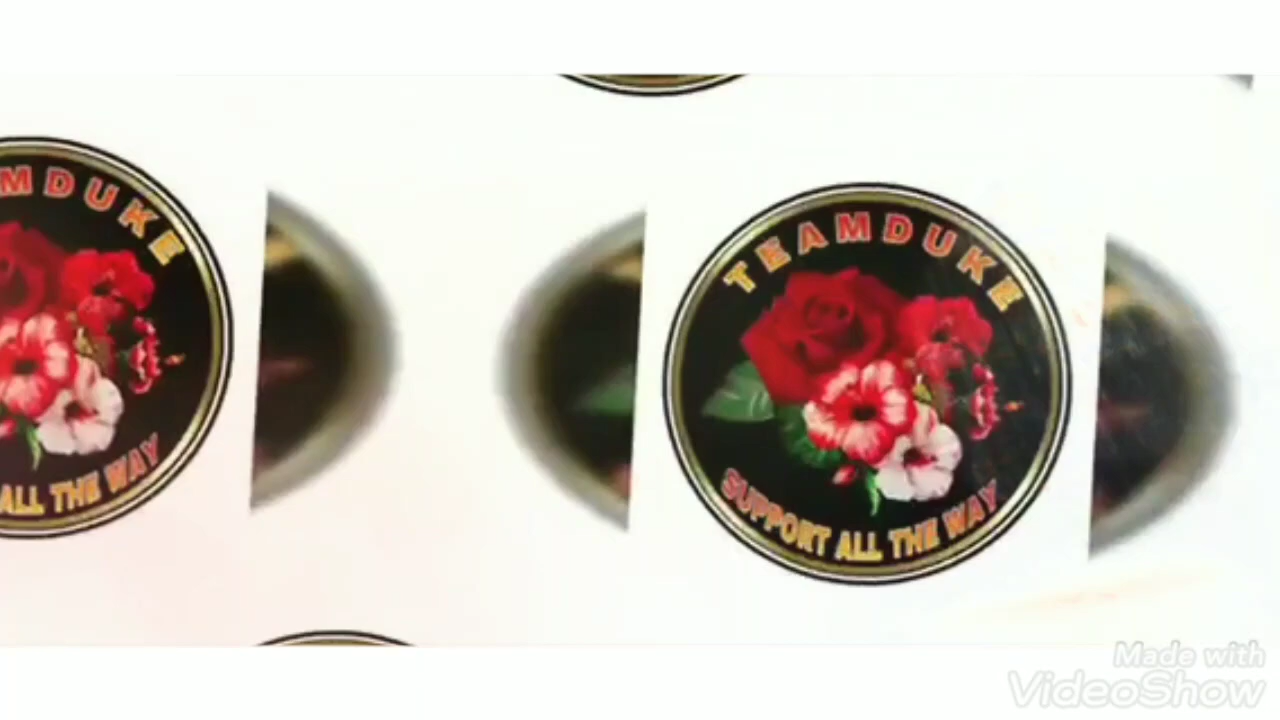 TEAMDUKE
SUPPORT ALL THE WAY
AMDUKE
ALL THE WAY
Made with
VideoShow